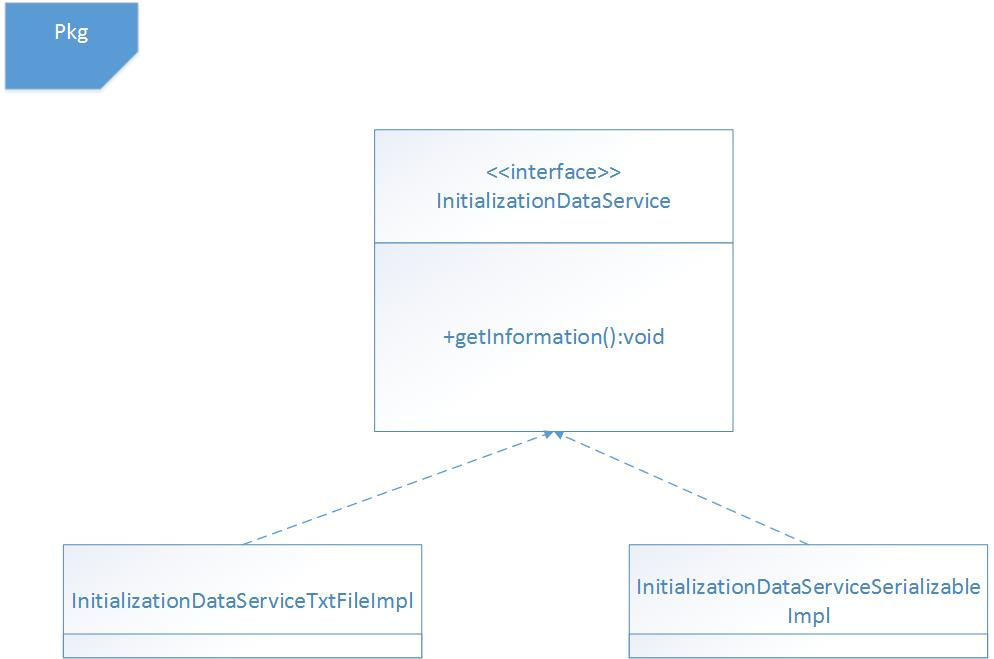 Pkg
<<interface>>
InitializationDataService
+getInformation():void
InitializationDataServiceTxtFileImpl
InitializationDataServiceSerializable
Impl